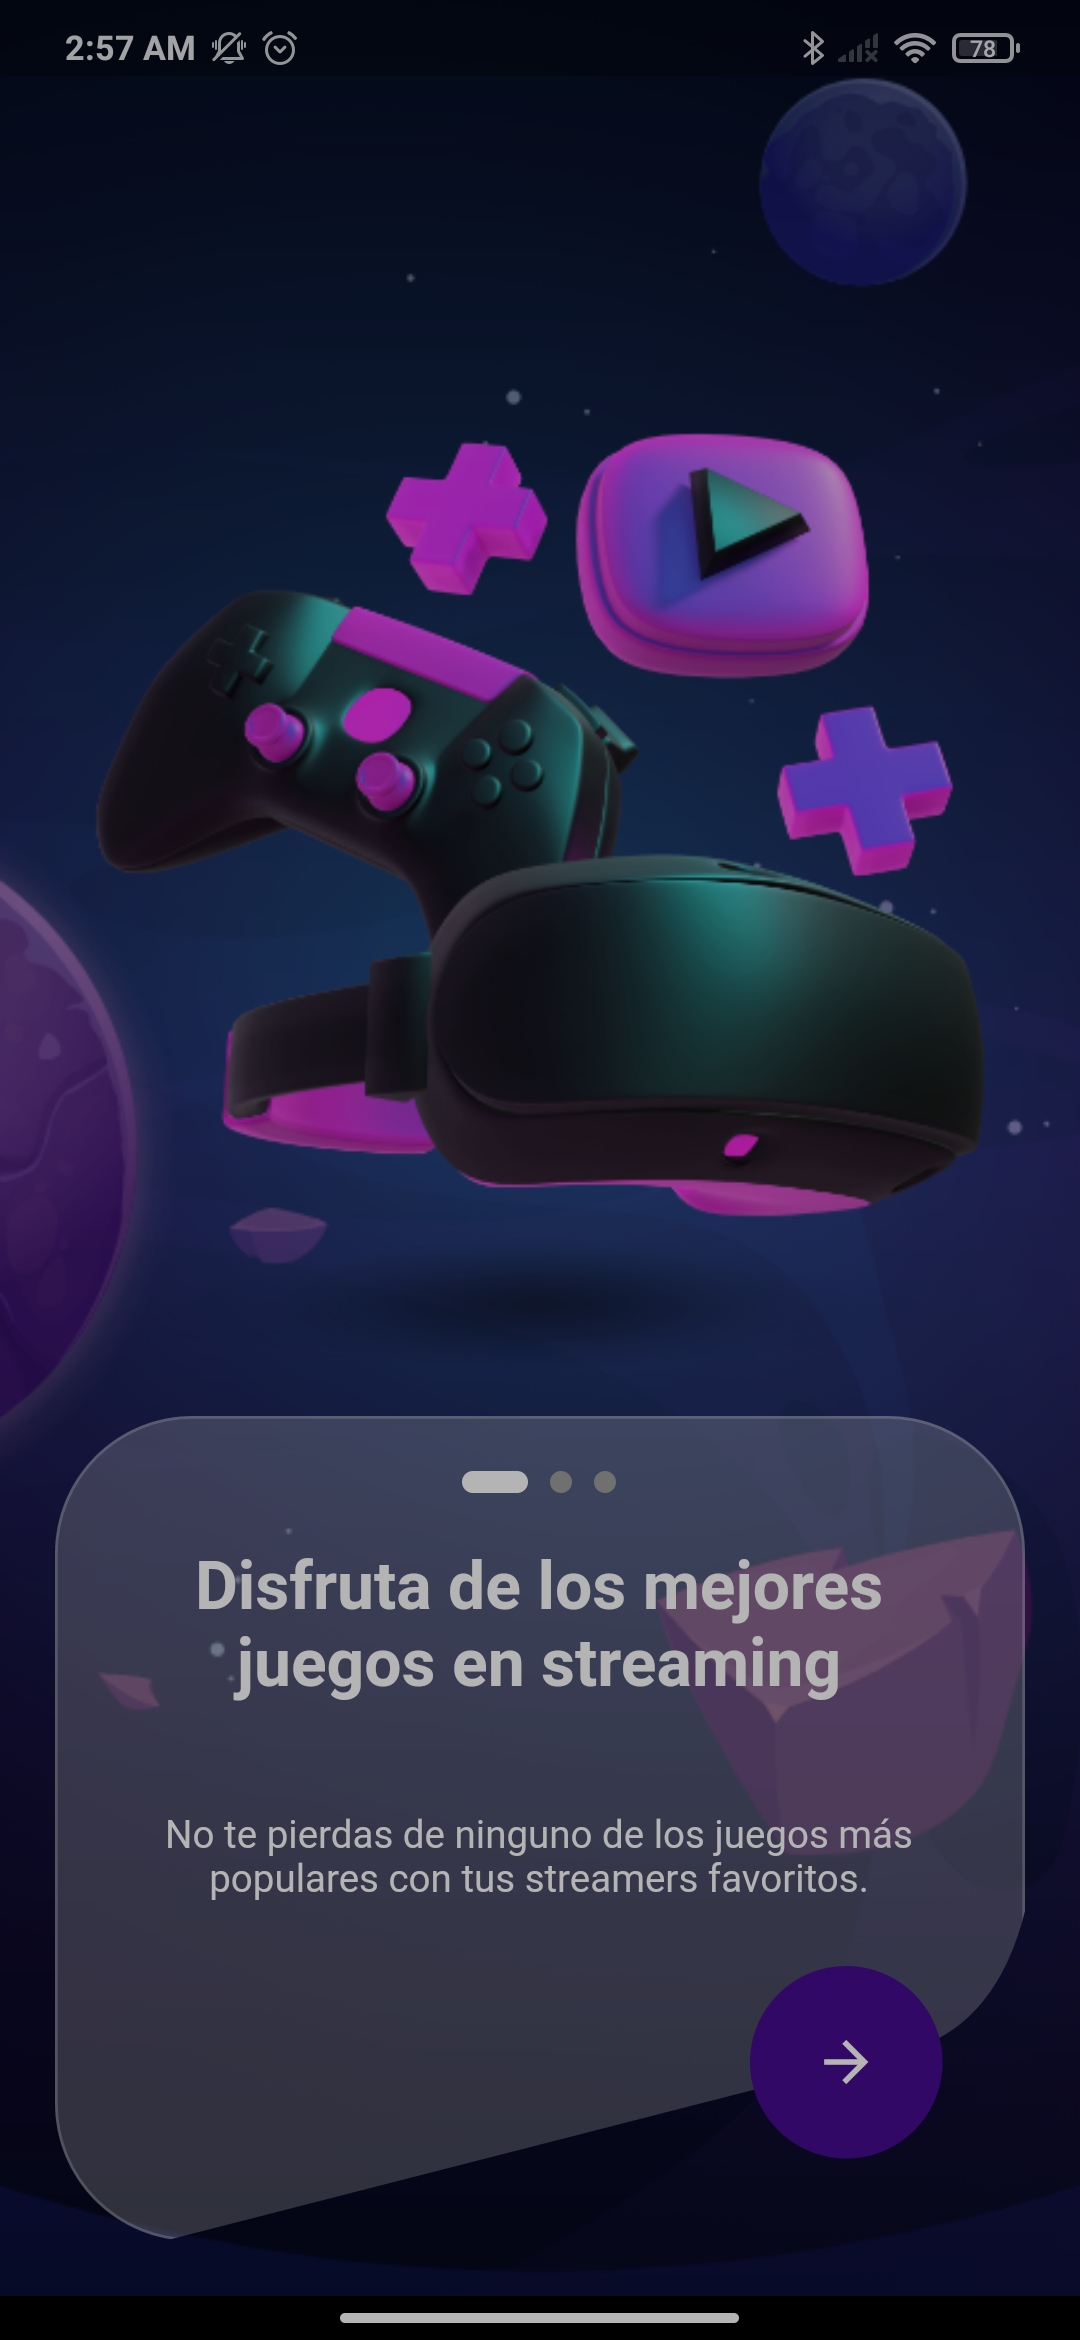 2:57 AM
78
Disfruta de los mejores
juegos en streaming
No te pierdas de ninguno de los juegos más
populares con tus streamers favoritos.